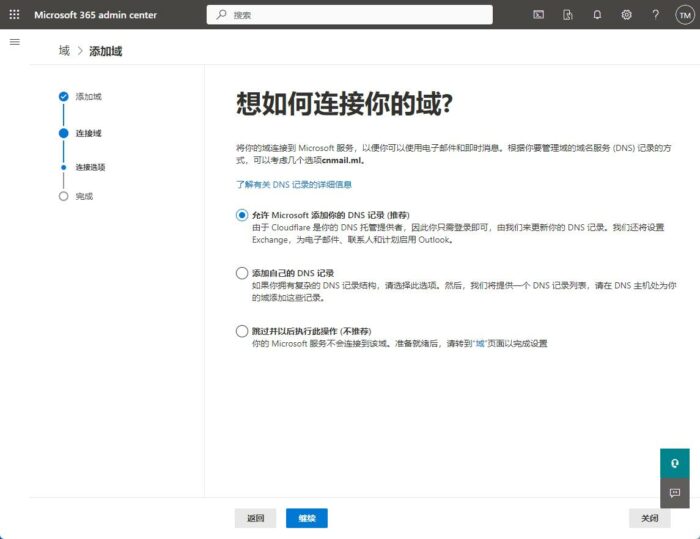 Microsoft 365 admin center
搜索
TM
域 > 添加域
添加域
连接域
连接选项
完成
想如何连接你的域?
将你的域连接到 Microsoft 服务，以便你可以使用电子邮件和即时消息。根据你要管理域的域名服务 (DNS) 记录的方
式，可以考虑几个选项cnmail.ml。
了解有关 DNS 记录的详细信息
允许 Microsoft 添加你的 DNS 记录 (推荐)
由于 Cloudflare 是你的 DNS 托管提供者，因此你只需登录即可，由我们来更新你的 DNS 记录。我们还将设置
Exchange，为电子邮件、联系人和计划启用 Outlook。
添加自己的 DNS 记录
如果你拥有复杂的 DNS 记录结构，请选择此选项。然后，我们将提供一个 DNS 记录列表，请在 DNS 主机处为你
的域添加这些记录。
跳过并以后执行此操作 (不推荐)
你的 Microsoft 服务不会连接到该域。准备就绪后，请转到"域"页面以完成设置
返回
继续
关闭